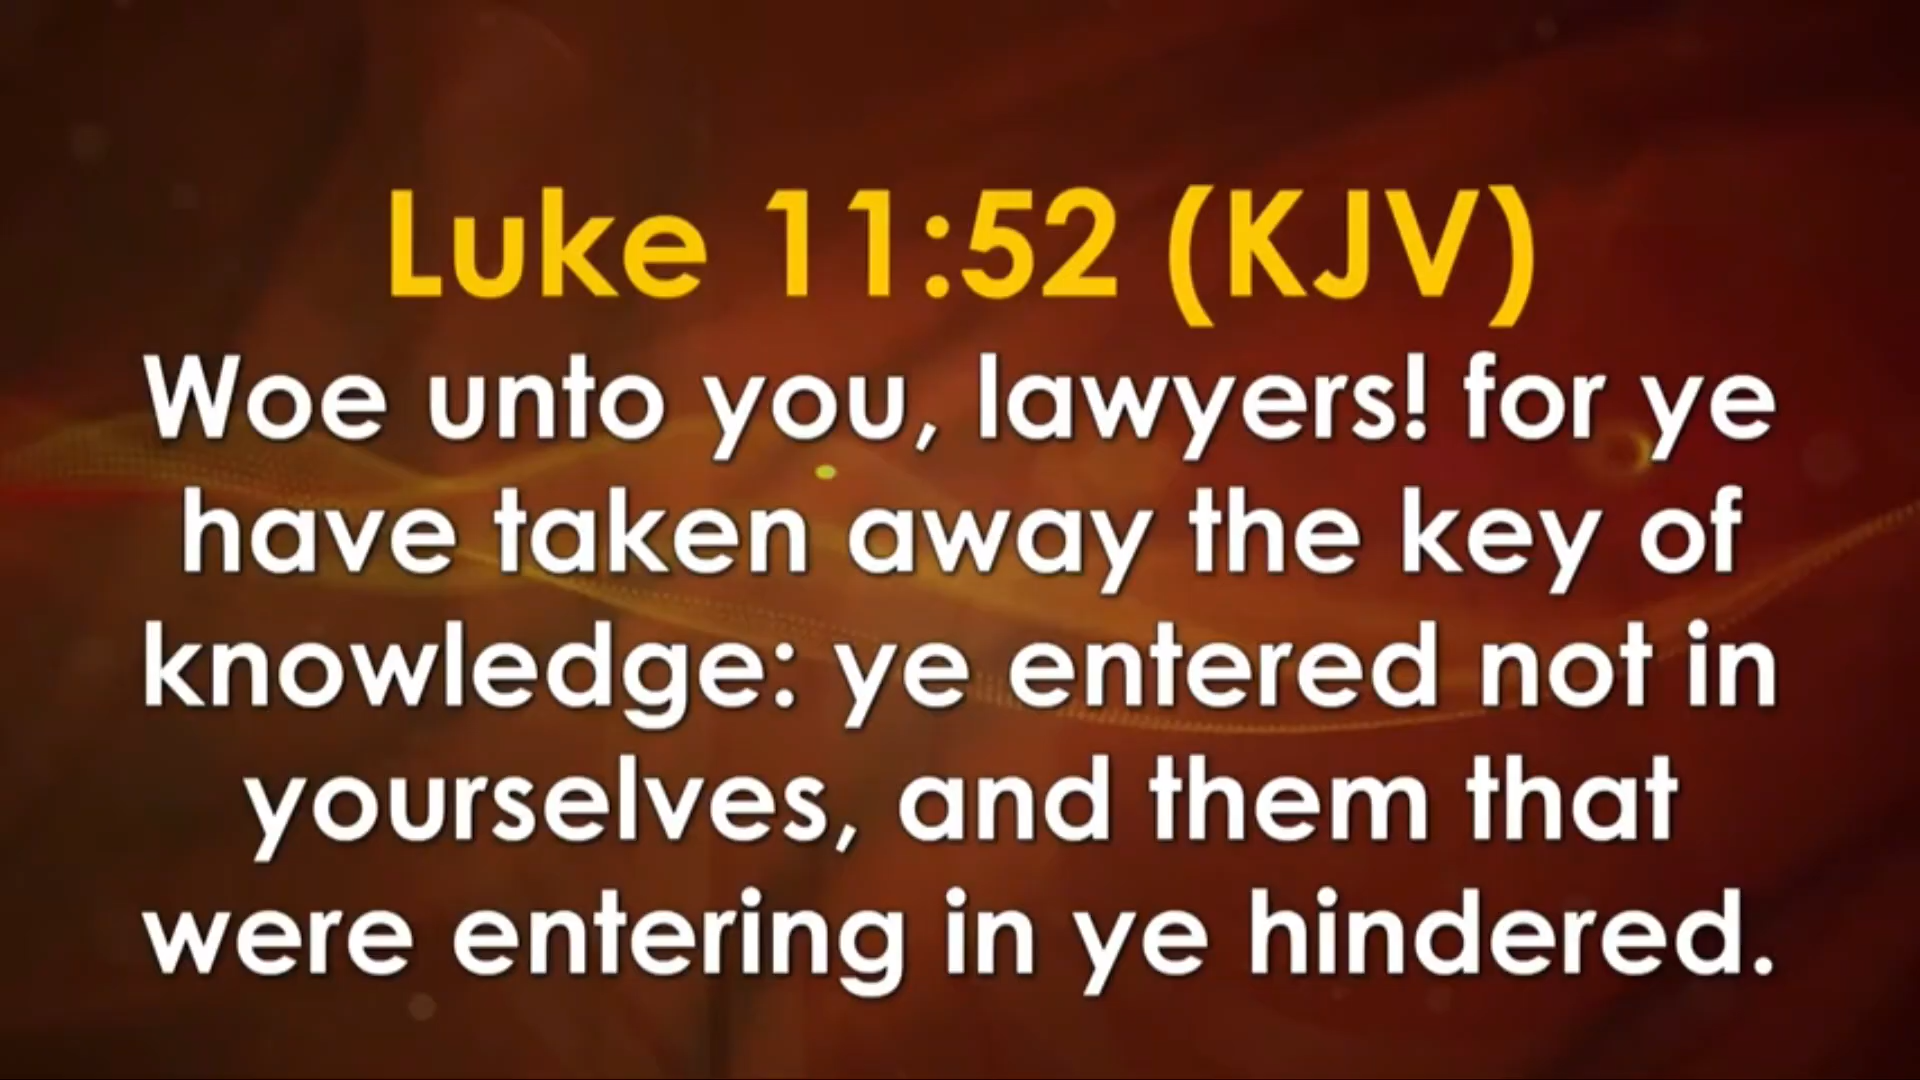 Luke 11:52 (KJV)
Woe unto you, lawyers! for ye
have taken away the key of
knowledge: ye entered not in
yourselves, and them that
were entering in ye hindered.